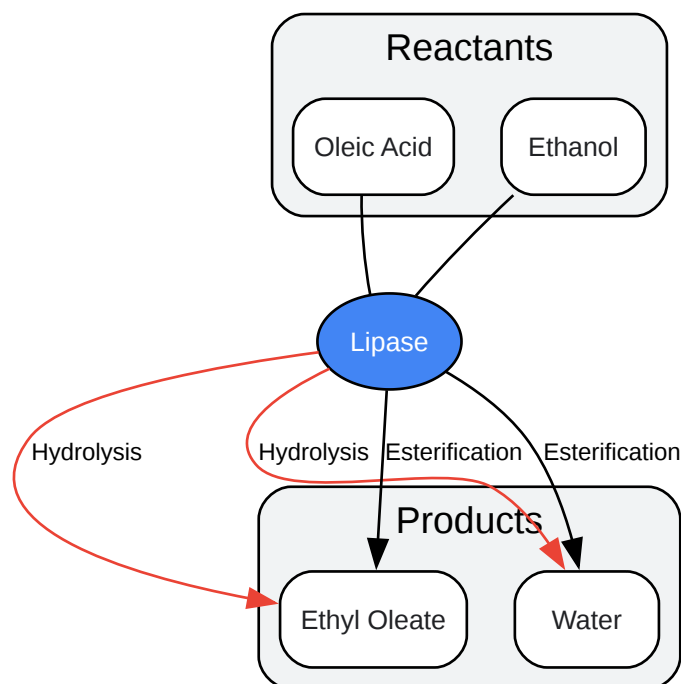 Reactants
Oleic Acid
Ethanol
Lipase
Hydrolysis
Hydrolysis
Esterification
Esterification
Products
Ethyl Oleate
Water